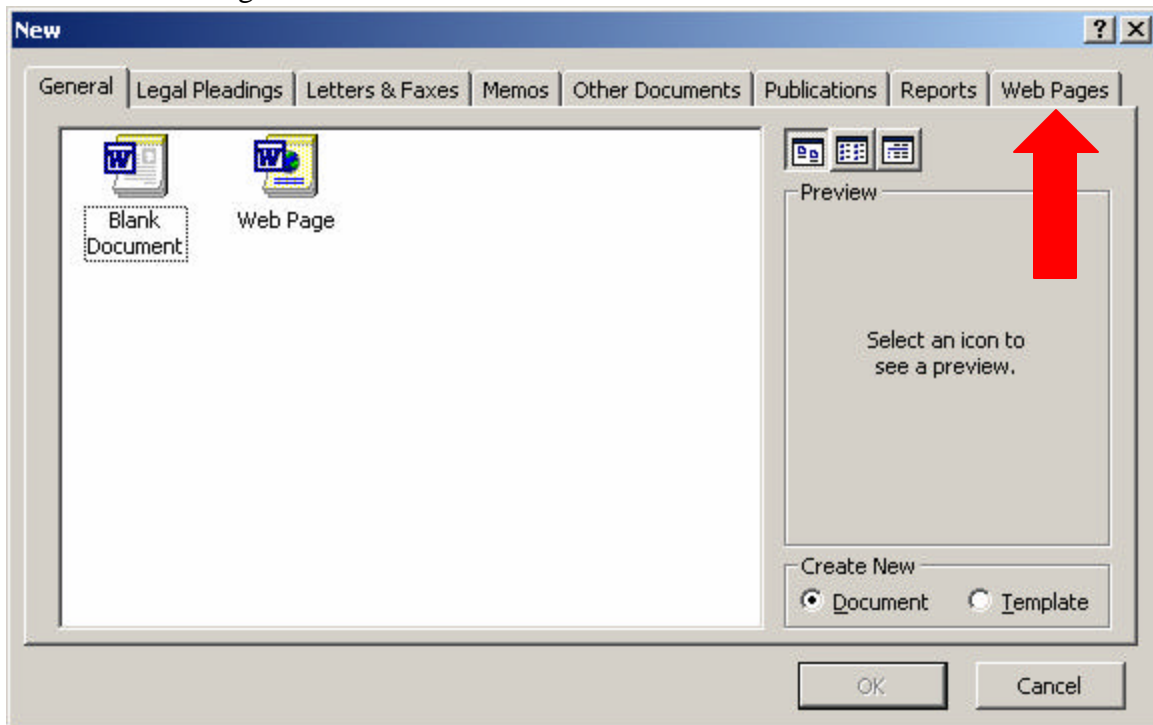 New
General Legal Pleadings Letters & Faxes Memos Other Documents Publications Reports Web Pages
Blank Document
Web Page
Preview
Select an icon to
see a preview.
Create New
Document Template
OK Cancel